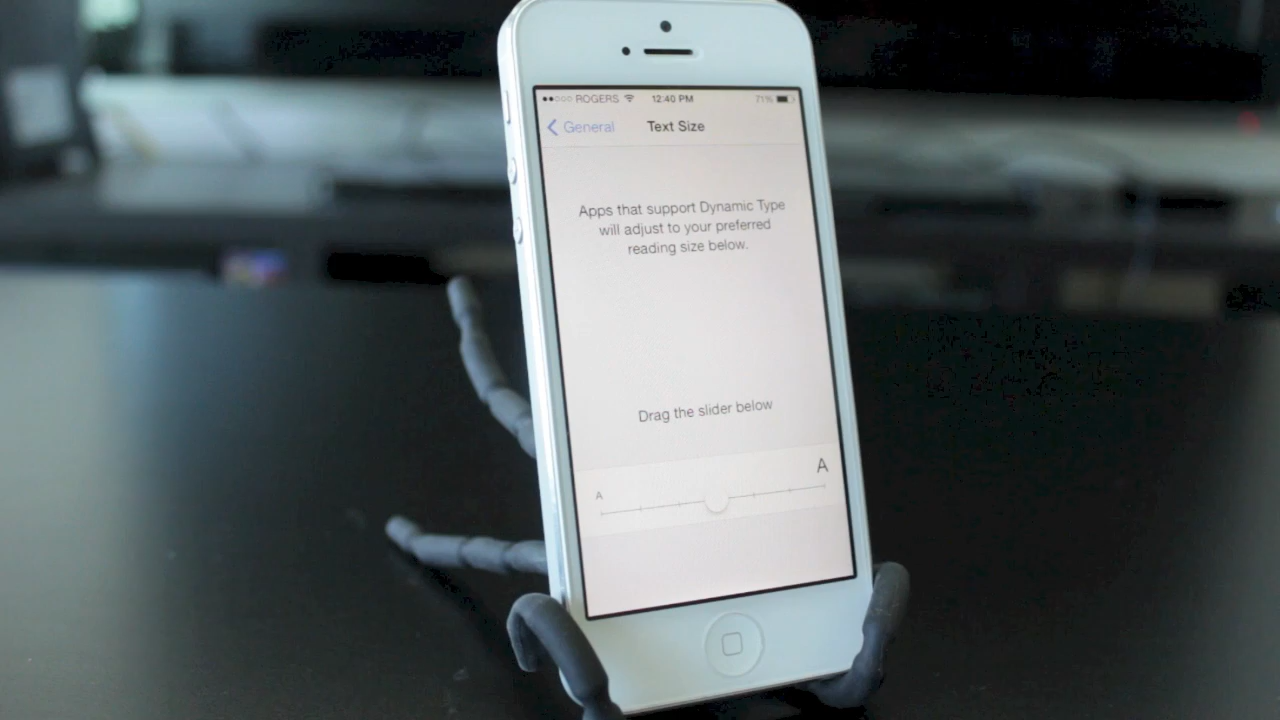 ROGERS 12:40 PM 71%
General Text Size
Apps that support Dynamic Type
will adjust to your preferred
reading size below.
Drag the slider below
A
A